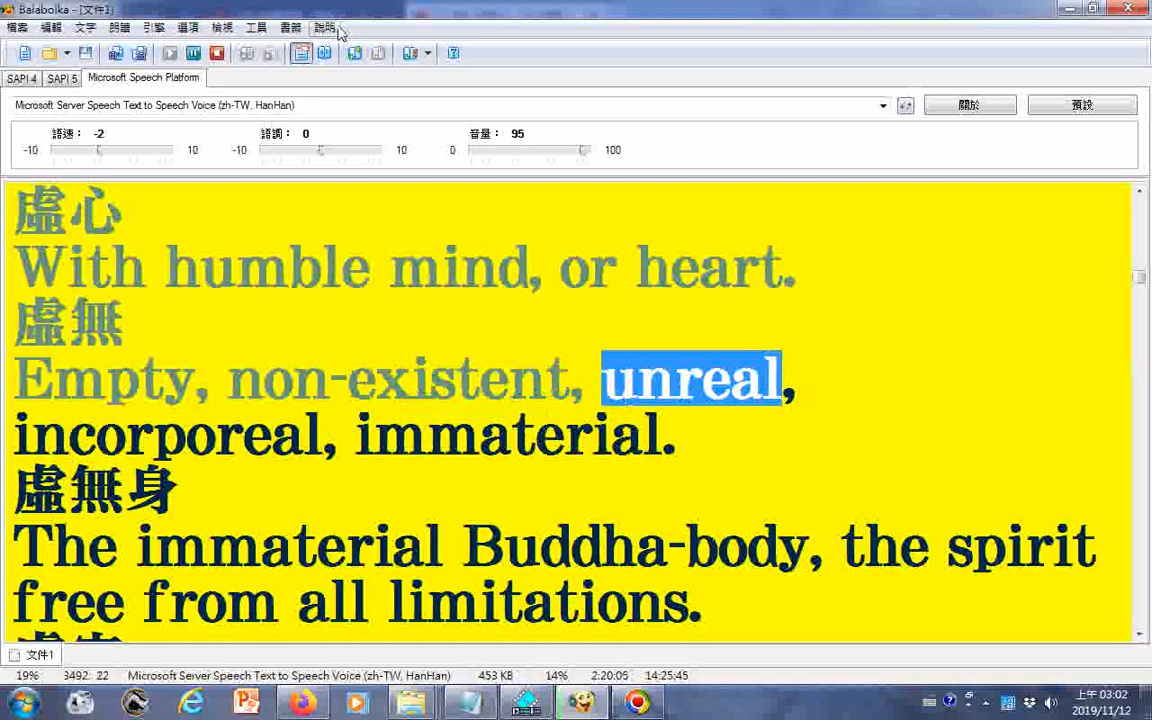 Balabolka - [文件1]
檔案 編輯 文字 朗讀 引擎 選項 檢視 工具 書籤 說明
SAPI 4 SAPI 5 Microsoft Speech Platform
Microsoft Server Speech Text to Speech Voice (zh-TW, HanHan) 關於 預設
語速： -2 語調： 0 音量： 95
-10 10 -10 10 0 100
虛心
With humble mind, or heart.
虛無
Empty, non-existent, unreal,
incorporeal, immaterial.
虛無身
The immaterial Buddha-body, the spirit
free from all limitations.
文件1
19% 3492: 22 Microsoft Server Speech Text to Speech Voice (zh-TW, HanHan) 453 KB 14% 2:20:05 14:25:45
上午 03:02
2019/11/12